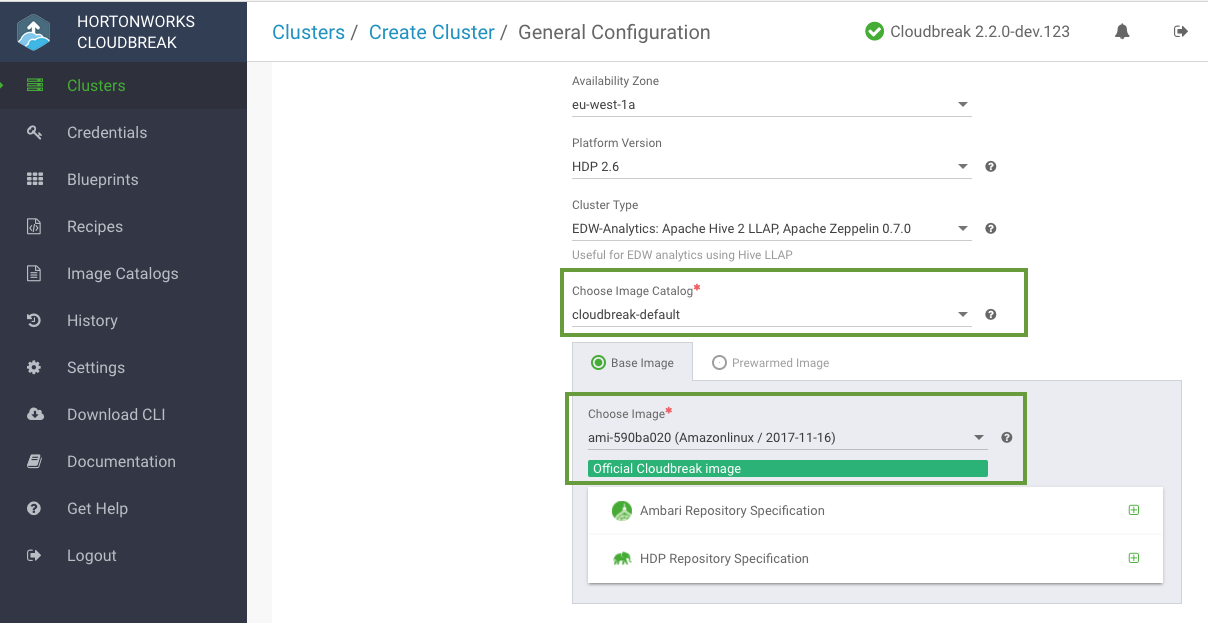 HORTONWORKS
CLOUDBREAK
Clusters / Create Cluster / General Configuration
Cloudbreak 2.2.0-dev.123
Clusters
Credentials
Blueprints
Recipes
Image Catalogs
History
Settings
Download CLI
Documentation
Get Help
Logout
Availability Zone
eu-west-1a
Platform Version
HDP 2.6
Cluster Type
EDW-Analytics: Apache Hive 2 LLAP, Apache Zeppelin 0.7.0
Useful for EDW analytics using Hive LLAP
Choose Image Catalog*
cloudbreak-default
Base Image
Prewarmed Image
Choose Image*
ami-590ba020 (Amazonlinux / 2017-11-16)
Official Cloudbreak image
Ambari Repository Specification
HDP Repository Specification